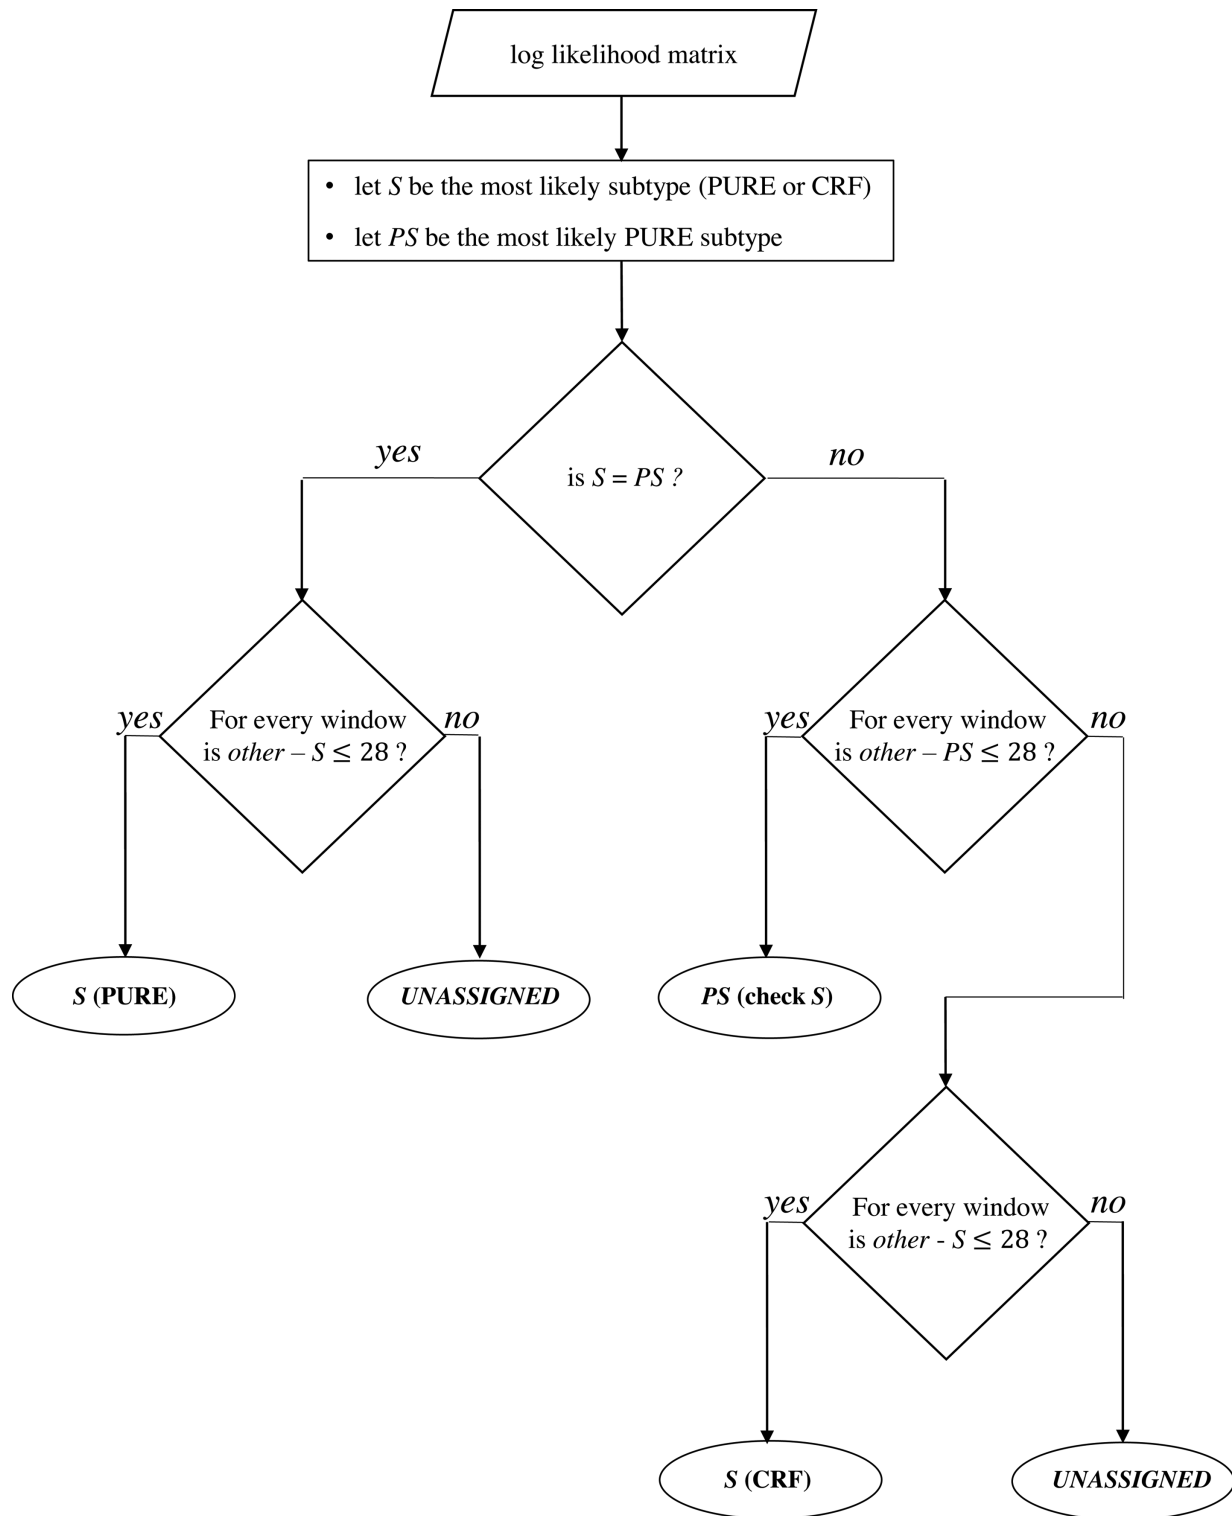 log likelihood matrix
• let S be the most likely subtype (PURE or CRF)
• let PS be the most likely PURE subtype
yes
no
is S = PS ?
yes
For every window
is other – S ≤ 28 ?
no
yes
For every window
is other – PS ≤ 28 ?
no
S (PURE)
UNASSIGNED
PS (check S)
yes
For every window
is other - S ≤ 28 ?
no
S (CRF)
UNASSIGNED